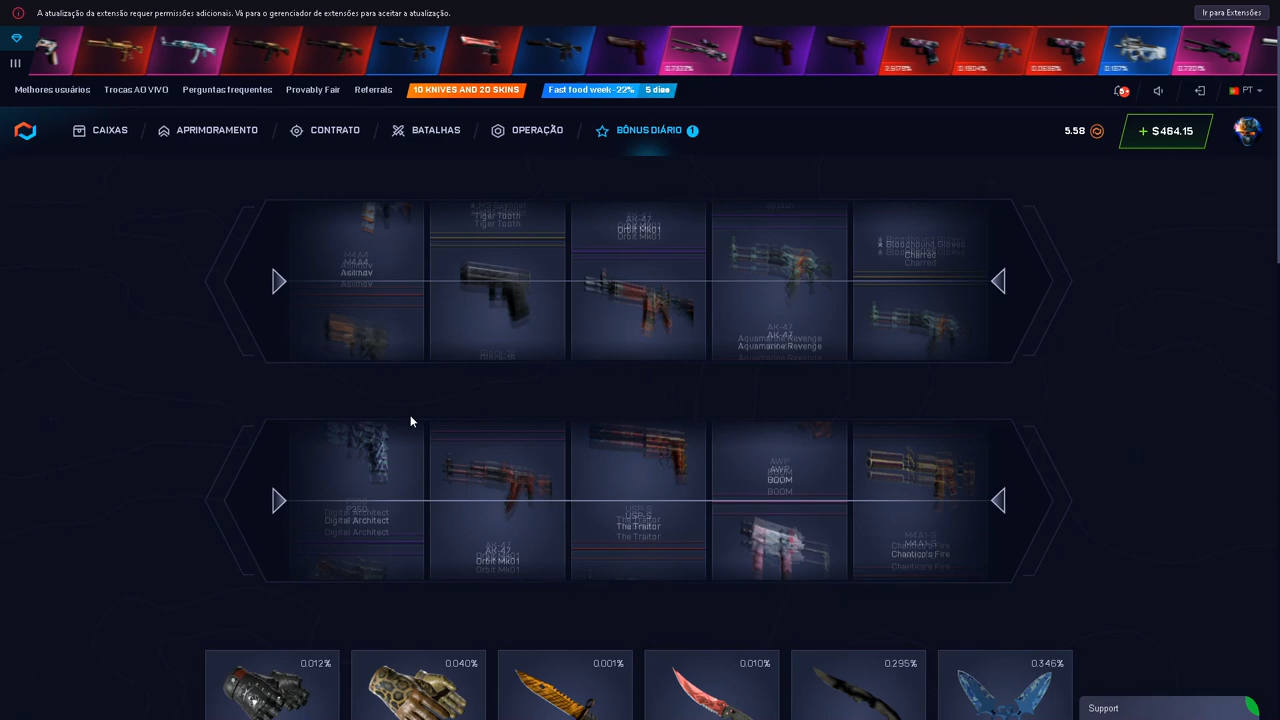 A atualização da extensão requer permissões adicionais. Vá para o gerenciador de extensões para aceitar a atualização.
Ir para Extensões
Melhores usuários
Trocas AO VIVO
Perguntas frequentes
Provably Fair
Referrals
10 KNIVES AND 20 SKINS
Fast food week -22%
5 dias
5+
PT
CAIXAS
APRIMORAMENTO
CONTRATO
BATALHAS
OPERAÇÃO
BÔNUS DIÁRIO 1
5.58
+ $464.15
M4A4
Asiimov
Tiger Tooth
AK-47
Orbit Mk01
AK-47
Aquamarine Revenge
★ Bloodhound Gloves
Charred
P250
Digital Architect
AK-47
Orbit Mk01
USP-S
The Traitor
AWP
BOOM
M4A1-S
Chantico's Fire
0.012%
0.040%
0.001%
0.010%
0.295%
0.346%
Support